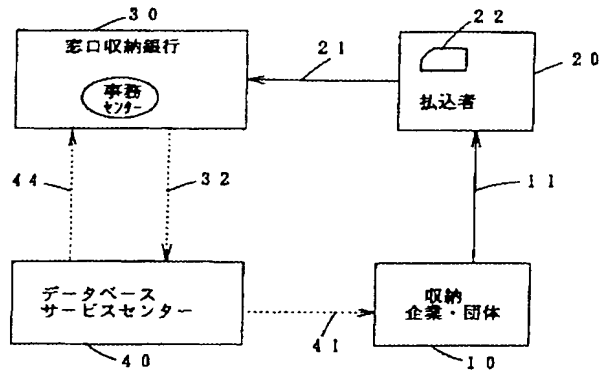 30
窓口収納銀行
事務
センター
21
22
払込者
20
44
32
11
データベース
サービスセンター
40
41
収納
企業・団体
10